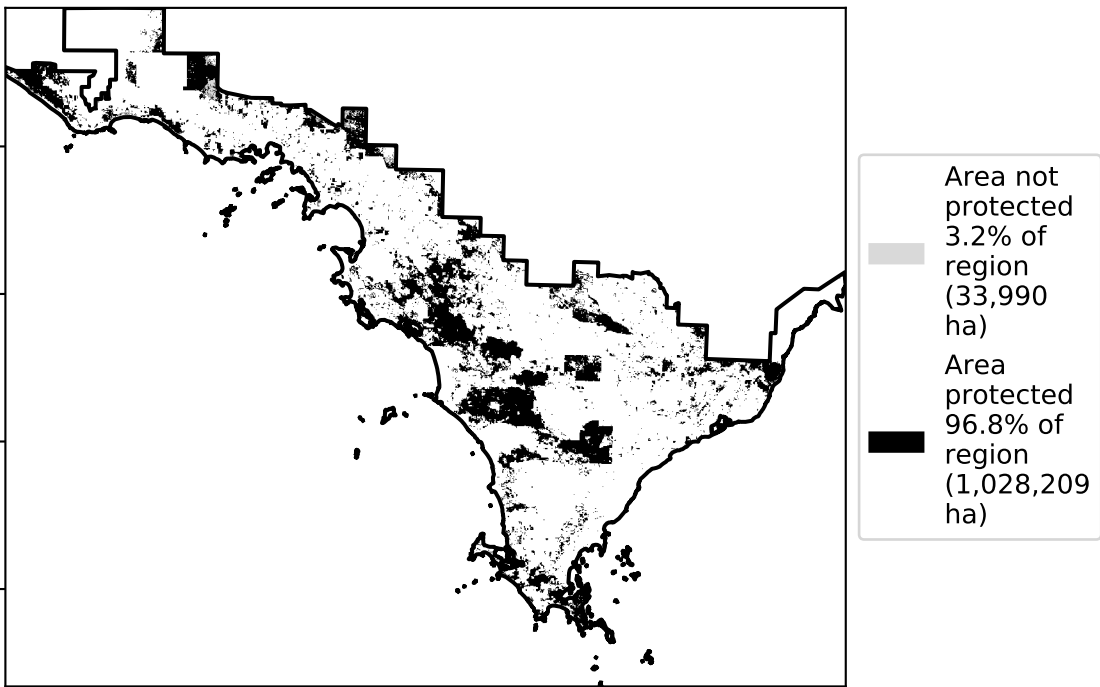 Area not
protected
3.2% of
region
(33,990
ha)
Area
protected
96.8% of
region
(1,028,209
ha)